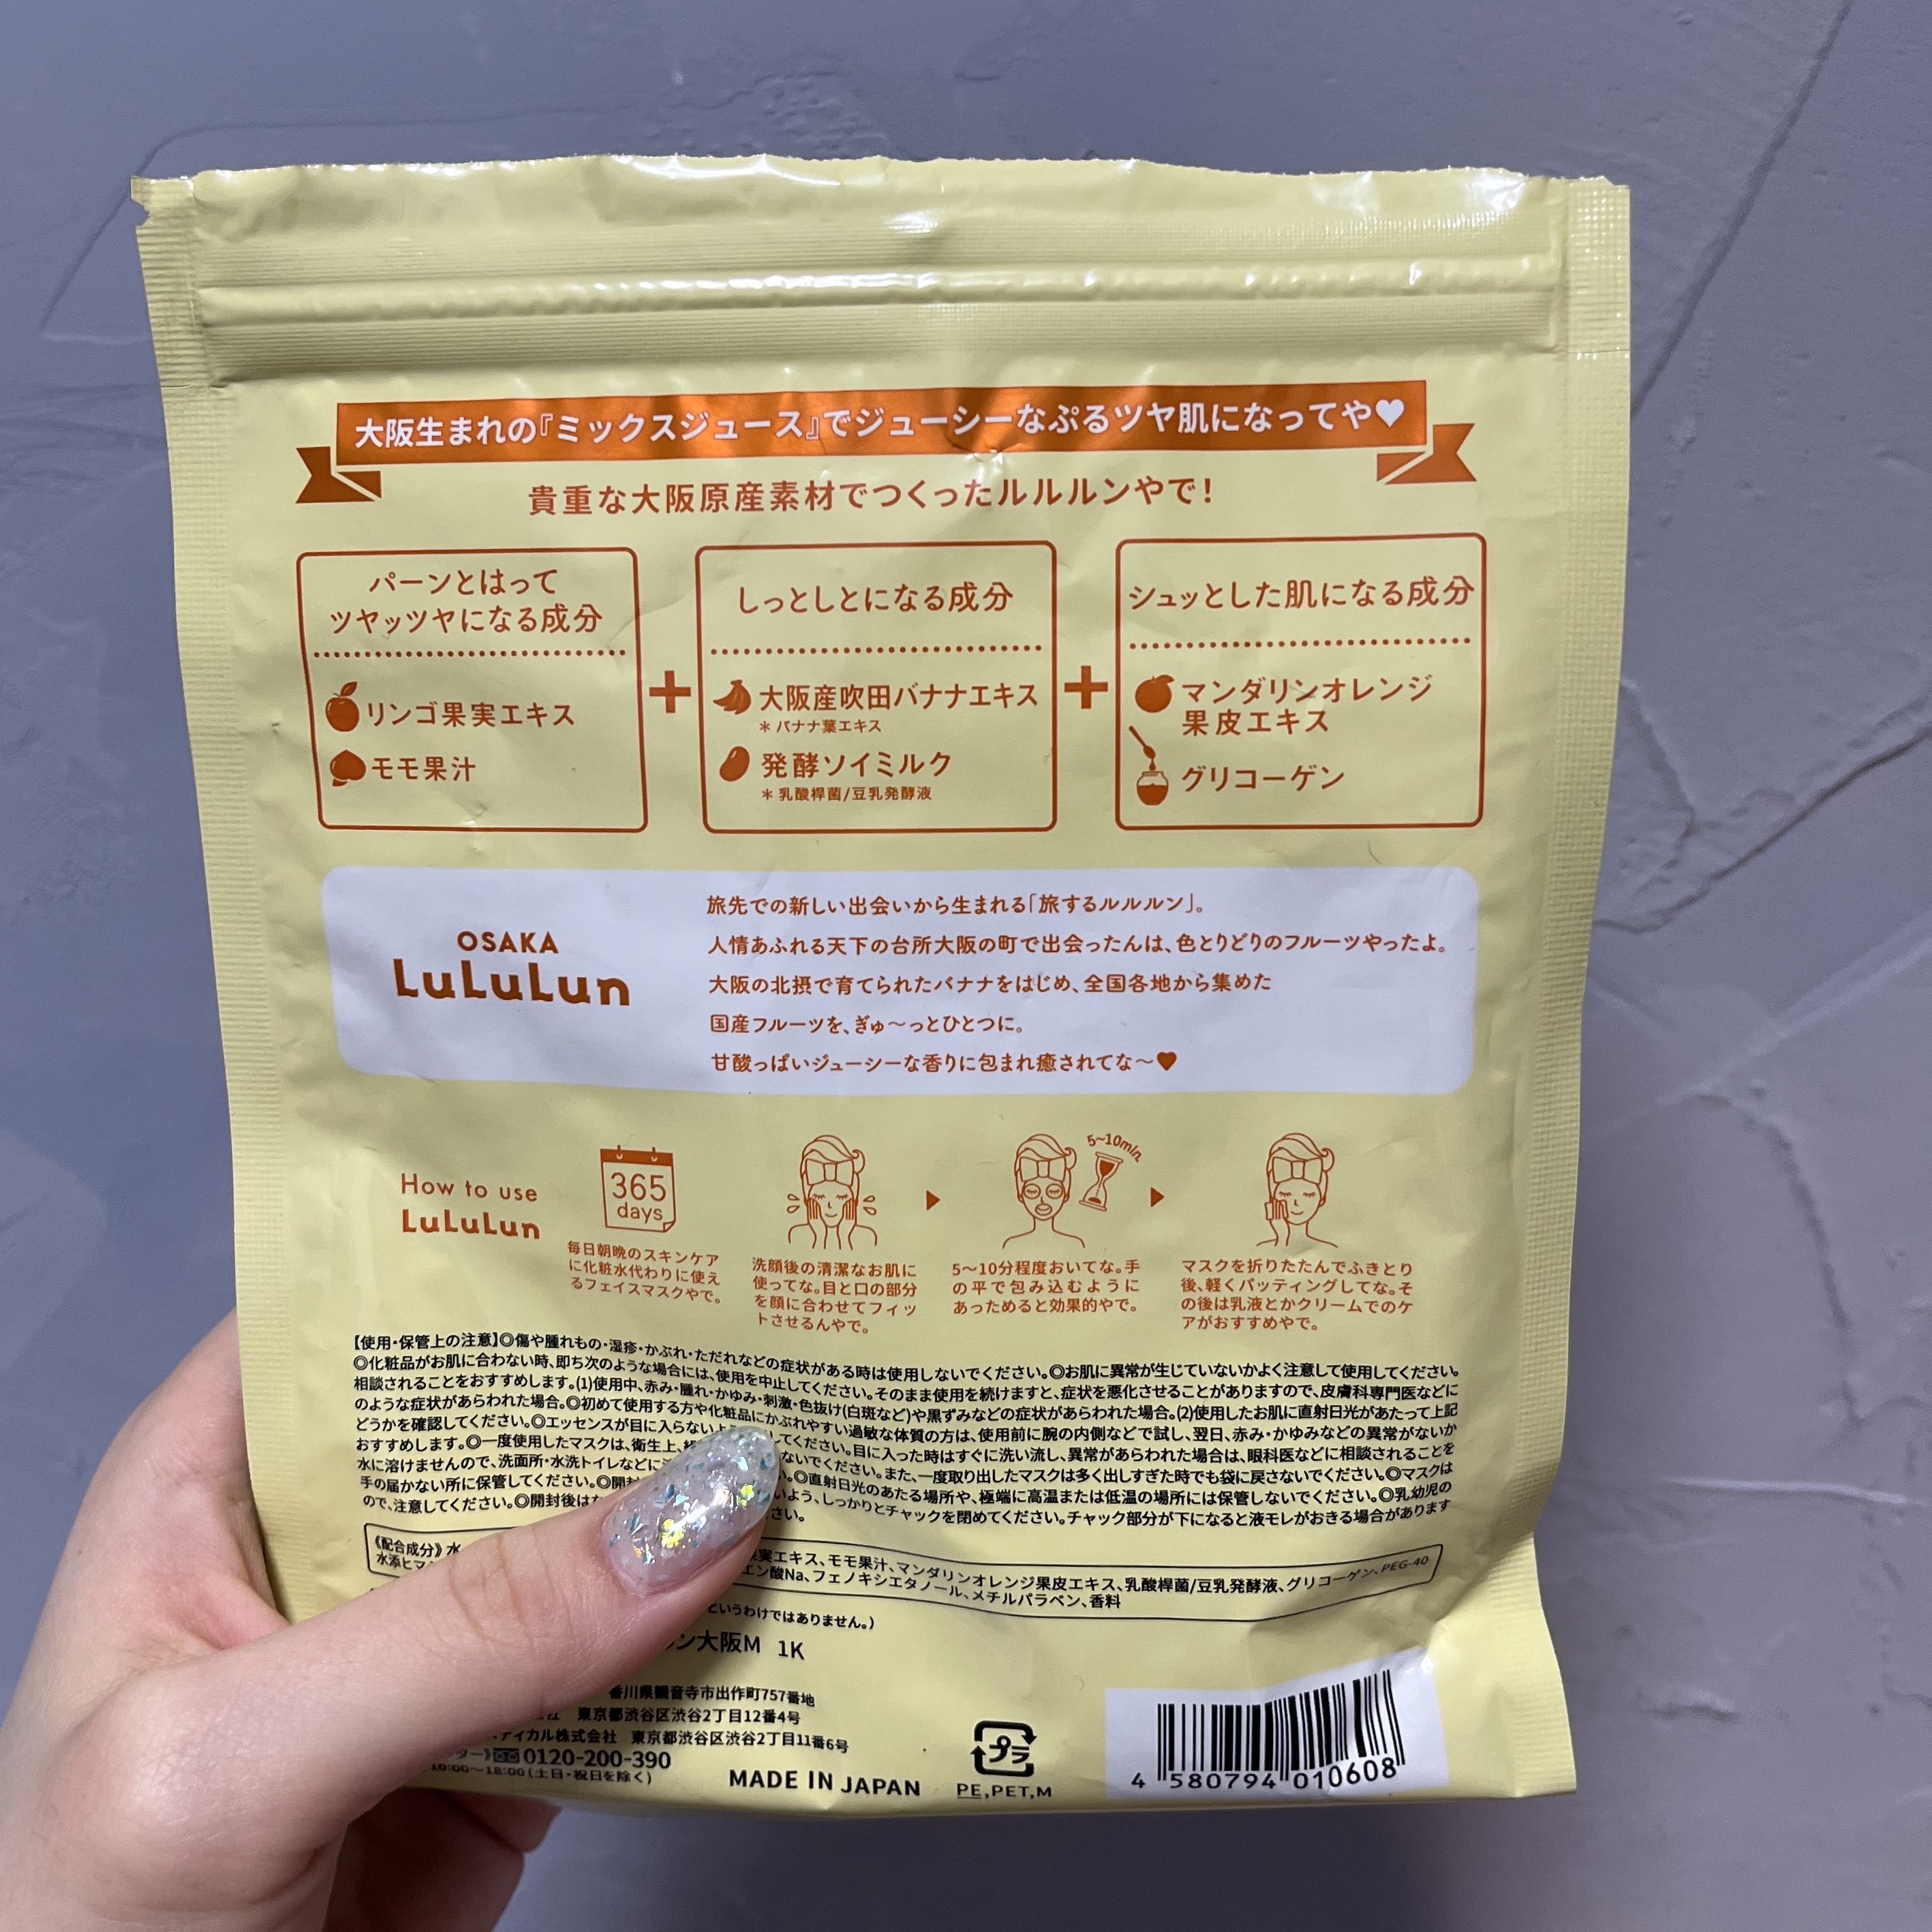 大阪生まれの『ミックスジュース』でジューシーなぷるツヤ肌になってや♥
貴重な大阪原産素材でつくったルルルンやで!
パーンとはって
ツヤッツヤになる成分
リンゴ果実エキス
モモ果汁
+
しっとしとになる成分
大阪産吹田バナナエキス
*バナナ葉エキス
発酵ソイミルク
*乳酸桿菌/豆乳発酵液
+
シュッとした肌になる成分
マンダリンオレンジ
果皮エキス
グリコーゲン
OSAKA
LuLuLun
旅先での新しい出会いから生まれる「旅するルルルン」。
人情あふれる天下の台所大阪の町で出会ったんは、色とりどりのフルーツやったよ。
大阪の北摂で育てられたバナナをはじめ、全国各地から集めた
国産フルーツを、ぎゅ〜っとひとつに。
甘酸っぱいジューシーな香りに包まれ癒されてな〜♥
How to use
LuLuLun
365
days
毎日朝晩のスキンケア
に化粧水代わりに使え
るフェイスマスクやで。
洗顔後の清潔なお肌に
使ってな。目と口の部分
を顔に合わせてフィッ
トさせるんやで。
5~10min.
5〜10分程度おいてな。手
の平で包み込むように
あっためると効果的やで。
マスクを折りたたんでふきとり
後、軽くパッティングしてな。そ
の後は乳液とかクリームでのケ
アがおすすめやで。
【使用・保管上の注意】◎傷や腫れもの・湿疹・かぶれ・ただれなどの症状がある時は使用しないでください。◎お肌に異常が生じていないかよく注意して使用してください。
◎化粧品がお肌に合わない時、即ち次のような場合には、使用を中止してください。そのまま使用を続けますと、症状を悪化させることがありますので、皮膚科専門医などに
相談されることをおすすめします。(1)使用中、赤み・腫れ・かゆみ・刺激・色抜け(白斑など)や黒ずみなどの症状があらわれた場合。(2)使用したお肌に直射日光があたって上記
のような症状があらわれた場合。◎初めて使用する方や化粧品にかぶれやすい過敏な体質の方は、使用前に腕の内側などで試し、翌日、赤み・かゆみなどの異常がないか
どうかを確認してください。◎エッセンスが目に入らないよ してください。目に入った時はすぐに洗い流し、異常があらわれた場合は、眼科医などに相談されることを
おすすめします。◎一度使用したマスクは、衛生上、 ないでください。また、一度取り出したマスクは多く出しすぎた時でも袋に戻さないでください。◎マスクは
水に溶けませんので、洗面所・水洗トイレなどに 。◎直射日光のあたる場所や、極端に高温または低温の場所には保管しないでください。◎乳幼児の
手の届かない所に保管してください。◎開封 いよう、しっかりとチャックを閉めてください。チャック部分が下になると液モレがおきる場合があります
ので、注意してください。◎開封後はな さい。
《配合成分》水 実エキス、モモ果汁、マンダリンオレンジ果皮エキス、乳酸桿菌/豆乳発酵液、グリコーゲン、PEG-40
水添ヒマ エン酸Na、フェノキシエタノール、メチルパラベン、香料
というわけではありません。)
ン大阪M 1K
香川県観音寺市出作町757番地
東京都渋谷区渋谷2丁目12番4号
ディカル株式会社 東京都渋谷区渋谷2丁目11番6号
ター》 0120-200-390
10:00〜18:00(土日・祝日を除く)
MADE IN JAPAN
プラ
PE,PET,M
4 580794 010608